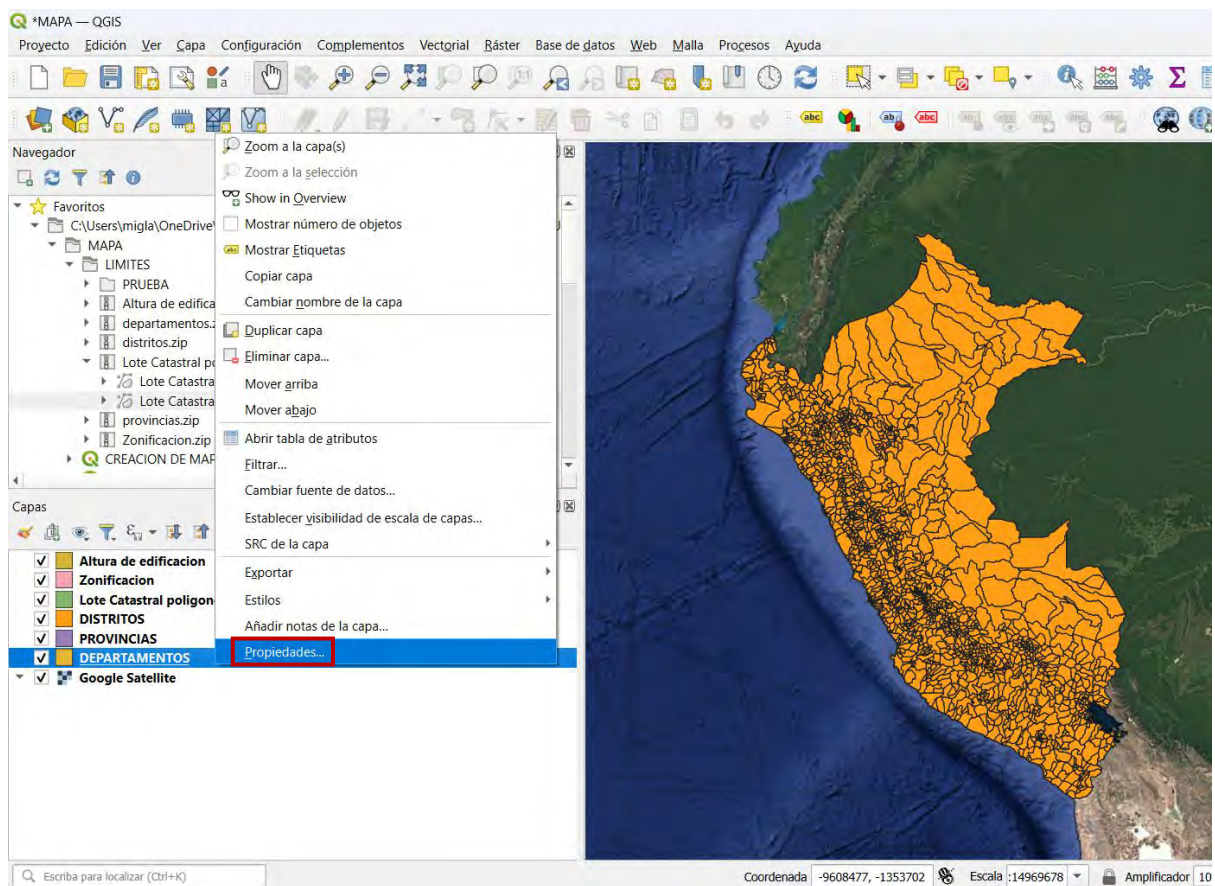 *MAPA — QGIS
Proyecto Edición Ver Capa Configuración Complementos Vectorial Ráster Base de datos Web Malla Procesos Ayuda
Navegador
Favoritos
C:\Users\migla\OneDrive\
MAPA
LIMITES
PRUEBA
Altura de edifica
departamentos.z
distritos.zip
Lote Catastral po
Lote Catastra
Lote Catastra
provincias.zip
Zonificacion.zip
CREACION DE MAP
Capas
Altura de edificacion
Zonificacion
Lote Catastral poligon
DISTRITOS
PROVINCIAS
DEPARTAMENTOS
Google Satellite
Zoom a la capa(s)
Zoom a la selección
Show in Overview
Mostrar número de objetos
Mostrar Etiquetas
Copiar capa
Cambiar nombre de la capa
Duplicar capa
Eliminar capa...
Mover arriba
Mover abajo
Abrir tabla de atributos
Filtrar...
Cambiar fuente de datos...
Establecer visibilidad de escala de capas...
SRC de la capa
Exportar
Estilos
Añadir notas de la capa...
Propiedades...
Escriba para localizar (Ctrl+K)
Coordenada -9608477, -1353702 Escala :14969678 Amplificador 10